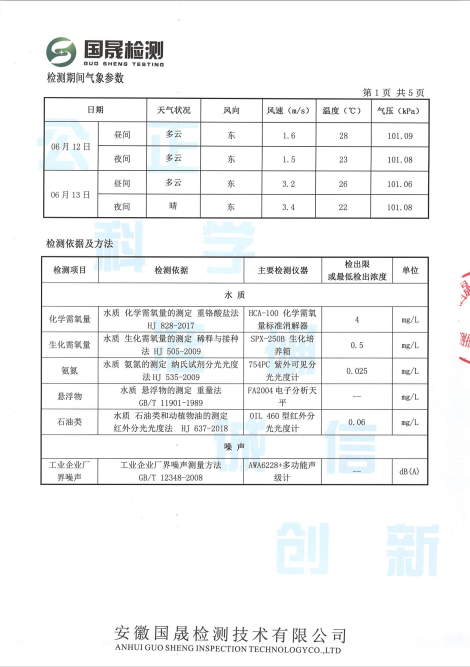 国晟检测
GUO SHENG TESTING
检测期间气象参数
第 1 页 共 5 页
日期 天气状况 风向 风速（m/s） 温度（℃） 气压（kPa）
06 月 12 日 昼间 多云 东 1.6 28 101.09
夜间 多云 东 1.5 23 101.08
06 月 13 日 昼间 多云 东 3.2 26 101.06
夜间 晴 东 3.4 22 101.08
检测依据及方法
检测项目 检测依据 主要检测仪器 检出限或最低检出浓度 单位
水 质
化学需氧量 水质 化学需氧量的测定 重铬酸盐法 HCA-100 化学需氧 4 mg/L
HJ 828-2017 量标准消解器
生化需氧量 水质 生化需氧量的测定 稀释与接种 SPX-250B 生化培 0.5 mg/L
法 HJ 505-2009 养箱
氨氮 水质 氨氮的测定 纳氏试剂分光光度 754PC 紫外可见分 0.025 mg/L
法 HJ 535-2009 光光度计
悬浮物 水质 悬浮物的测定 重量法 FA2004 电子分析天 -- mg/L
GB/T 11901-1989 平
石油类 水质 石油类和动植物油的测定 OIL 460 型红外分 0.06 mg/L
红外分光光度法 HJ 637-2018 光光度计
噪 声
工业企业厂 工业企业厂界噪声测量方法 AWA6228+多功能声 -- dB(A)
界噪声 GB/T 12348-2008 级计
公正
科学
诚信
创新
安徽国晟检测技术有限公司
ANHUI GUO SHENG INSPECTION TECHNOLOGY CO.,LTD